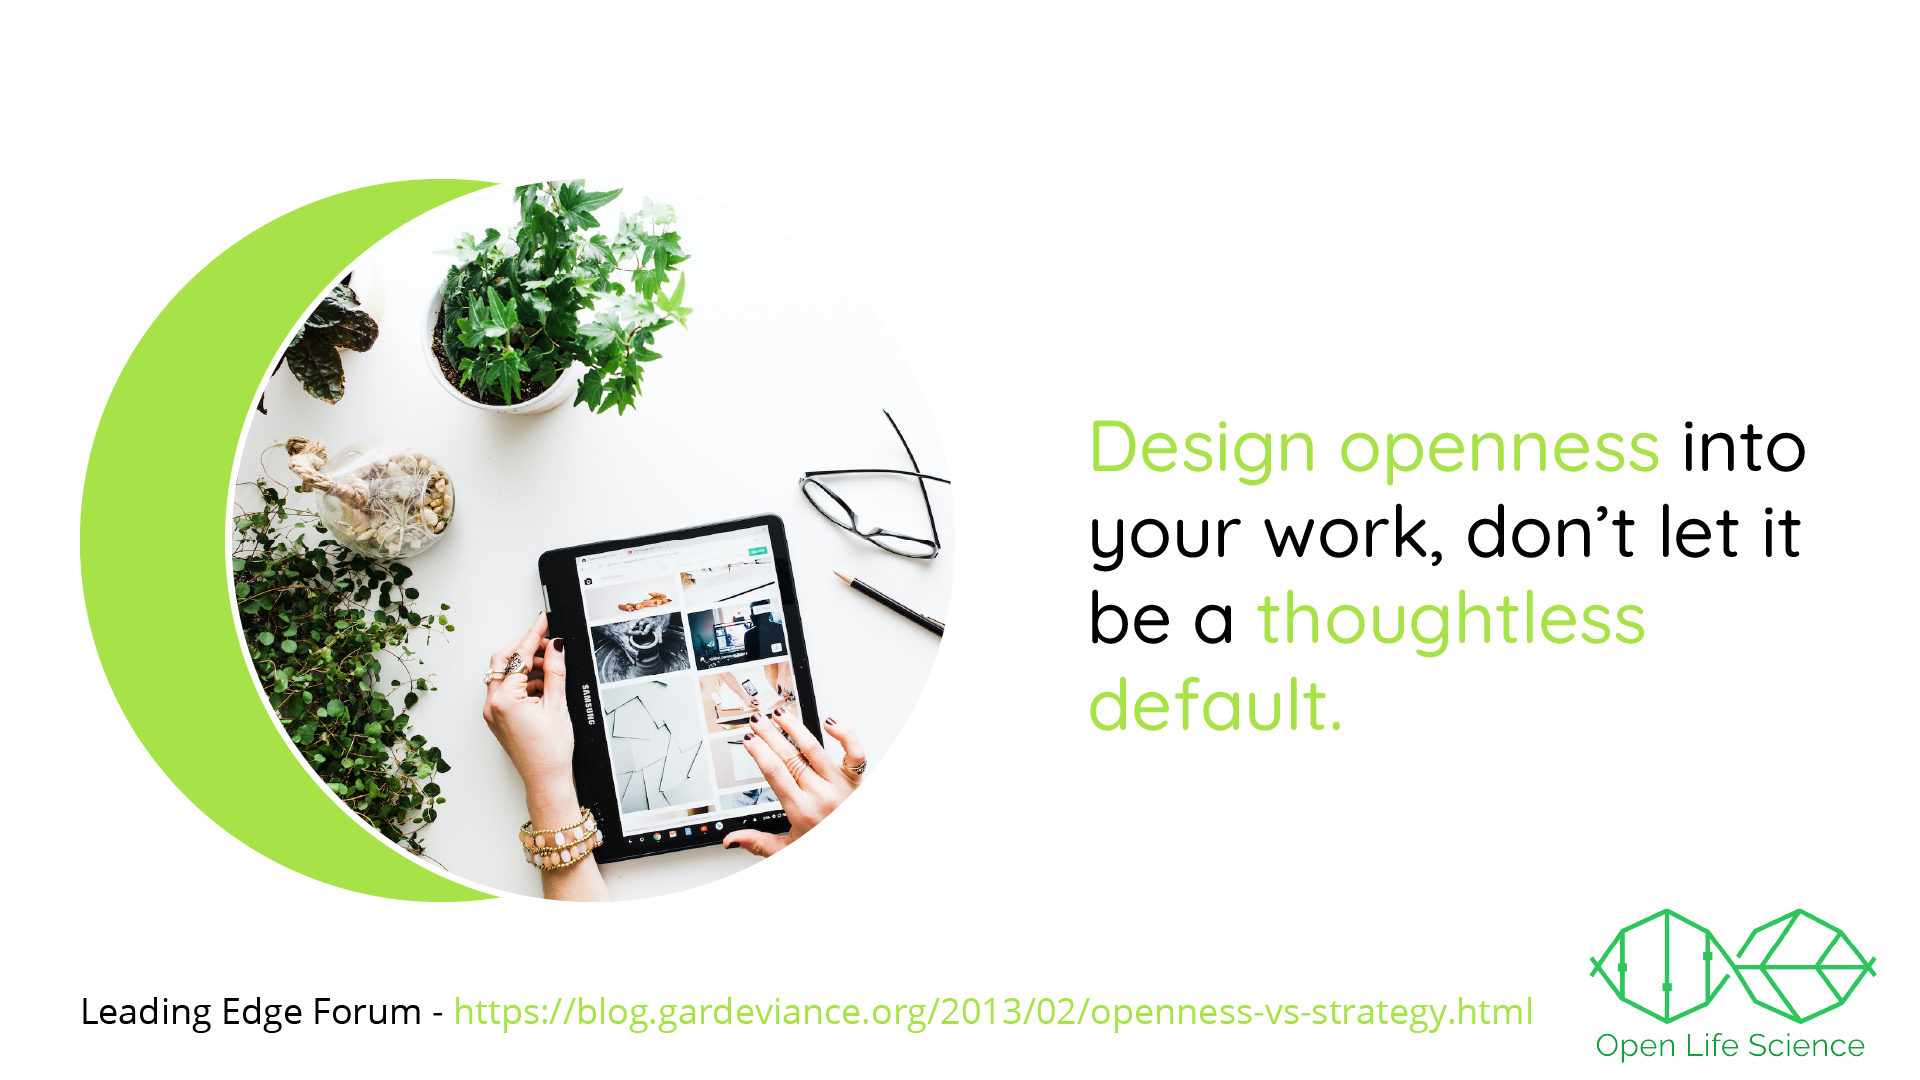 Design openness into
your work, don’t let it
be a thoughtless
default.
SAMSUNG
Leading Edge Forum - https://blog.gardeviance.org/2013/02/openness-vs-strategy.html
Open Life Science